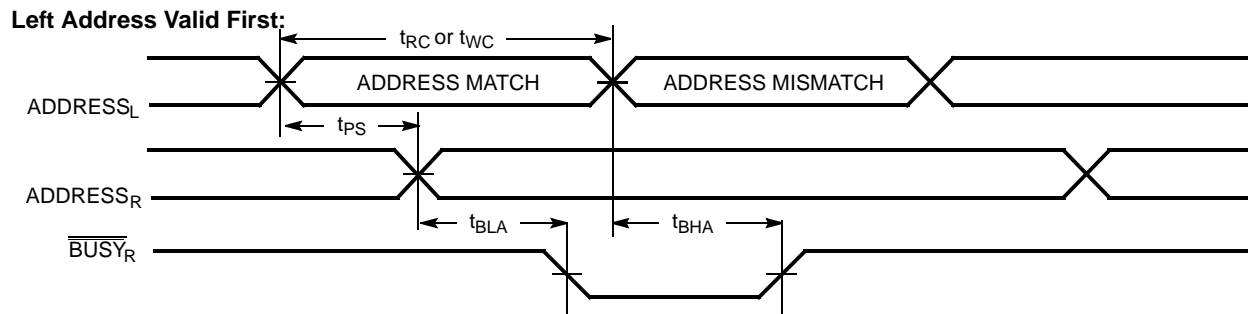 Left Address Valid First:
tRC or tWC
ADDRESS MATCH ADDRESS MISMATCH
ADDRESSL
tPS
ADDRESSR
tBLA tBHA
BUSYR